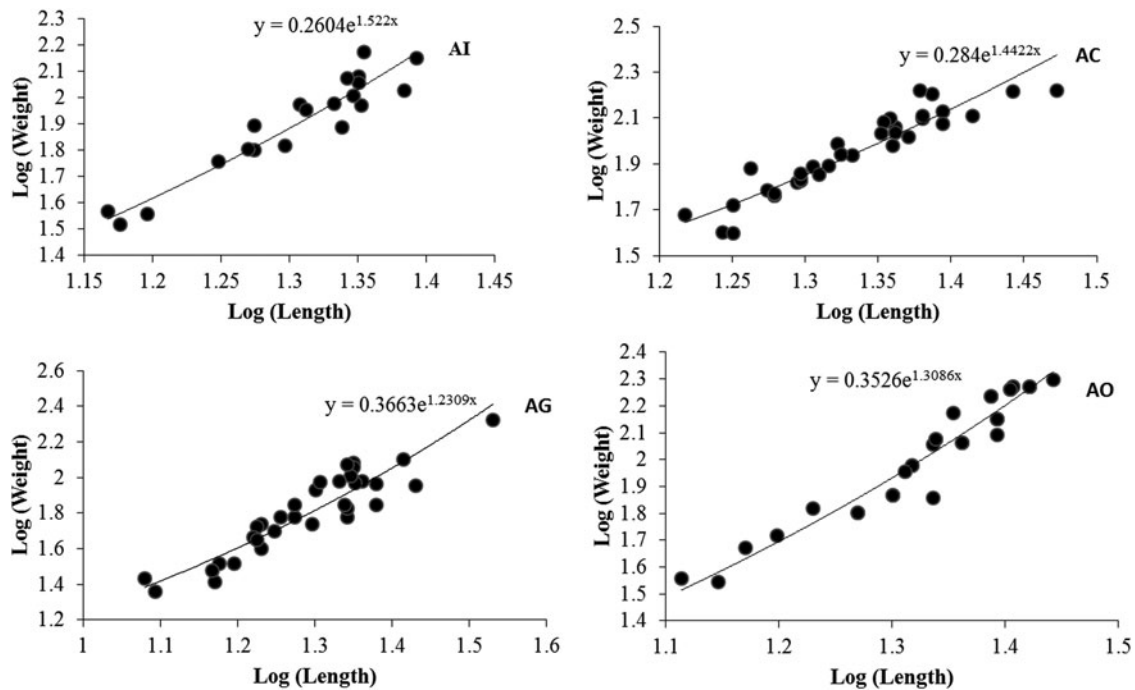 2.3
2.2
2.1
2
1.9
1.8
1.7
1.6
1.5
1.4
Log (Weight)
y = 0.2604e^1.522x
AI
1.15 1.2 1.25 1.3 1.35 1.4 1.45
Log (Length)
2.5
2.3
2.1
1.9
1.7
1.5
Log (Weight)
y = 0.284e^1.4422x
AC
1.2 1.25 1.3 1.35 1.4 1.45 1.5
Log (Length)
2.6
2.4
2.2
2
1.8
1.6
1.4
1.2
Log (Weight)
y = 0.3663e^1.2309x
AG
1 1.1 1.2 1.3 1.4 1.5 1.6
Log (Length)
2.4
2.3
2.2
2.1
2
1.9
1.8
1.7
1.6
1.5
1.4
Log (Weight)
y = 0.3526e^1.3086x
AO
1.1 1.2 1.3 1.4 1.5
Log (Length)